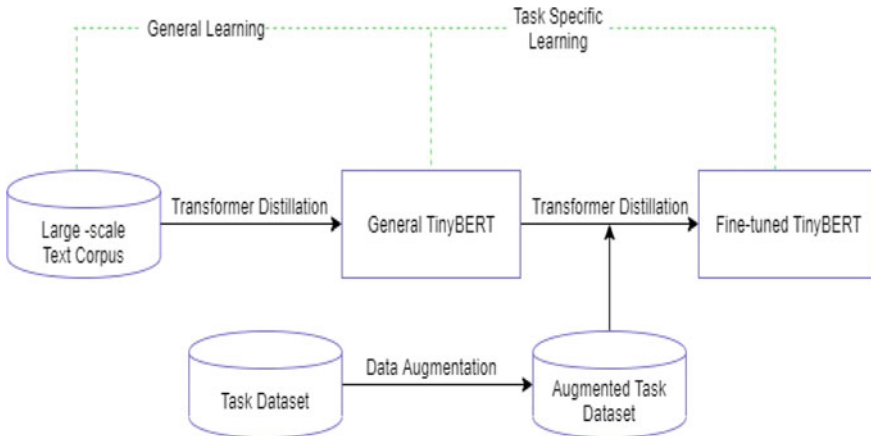 General Learning
Task Specific
Learning
Large -scale
Text Corpus
Transformer Distillation
General TinyBERT
Transformer Distillation
Fine-tuned TinyBERT
Task Dataset
Data Augmentation
Augmented Task
Dataset